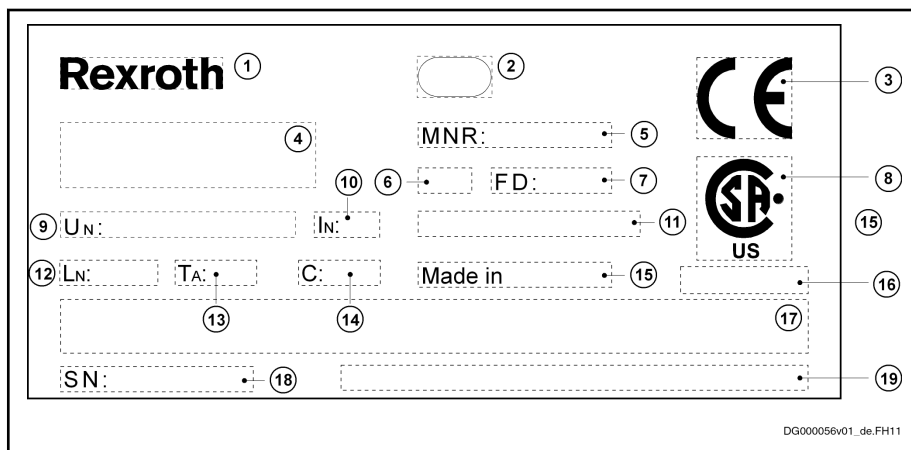 Rexroth 1 2 CE 3
4 MNR: 5
10 6 FD: 7 8
SA
9 UN: IN: 11 15
US
12 LN: TA: C: Made in 15 16
13 14 17
SN: 18 19
DG000056v01_de.FH11